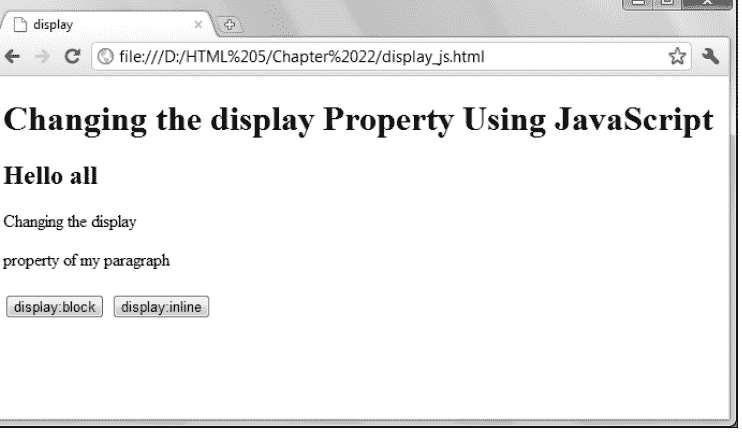 display
file:///D:/HTML%205/Chapter%2022/display_js.html
Changing the display Property Using JavaScript
Hello all
Changing the display
property of my paragraph
display:block display:inline